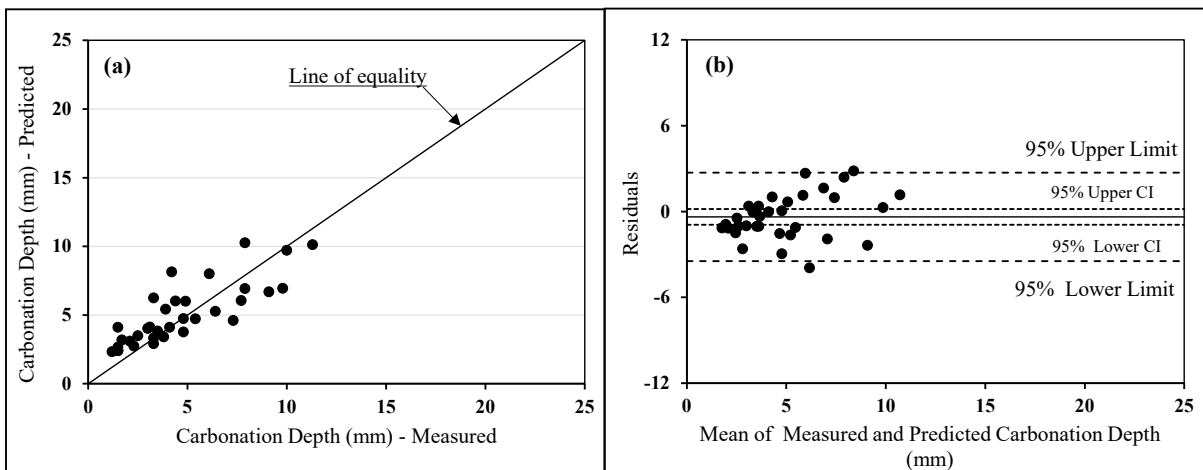 (a)
Line of equality
Carbonation Depth (mm) - Predicted
25
20
15
10
5
0
0 5 10 15 20 25
Carbonation Depth (mm) - Measured
(b)
Residuals
12
6
0
-6
-12
95% Upper Limit
95% Upper CI
95% Lower CI
95% Lower Limit
0 5 10 15 20 25
Mean of Measured and Predicted Carbonation Depth
(mm)